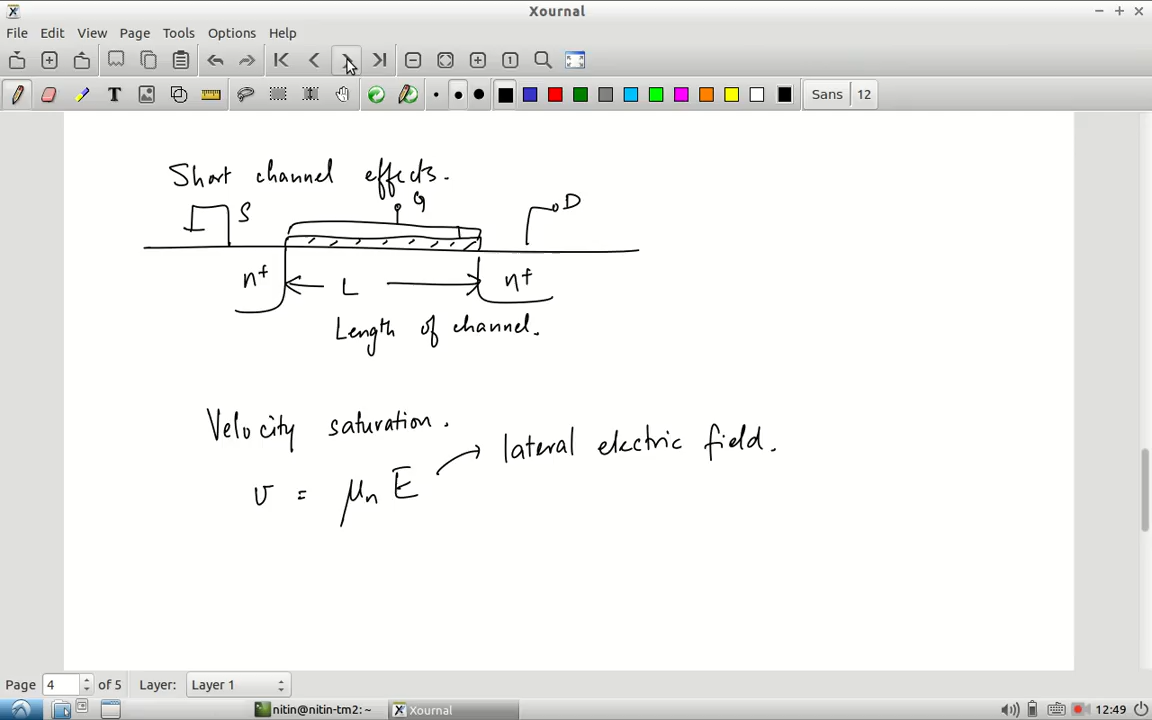 Xournal
File Edit View Page Tools Options Help
Sans 12
Short channel effects.
S G D
n+ L n+
Length of channel.
Velocity saturation.
lateral electric field.
v = μn E
Page 4 of 5 Layer: Layer 1
nitin@nitin-tm2: ~ Xournal 12:49